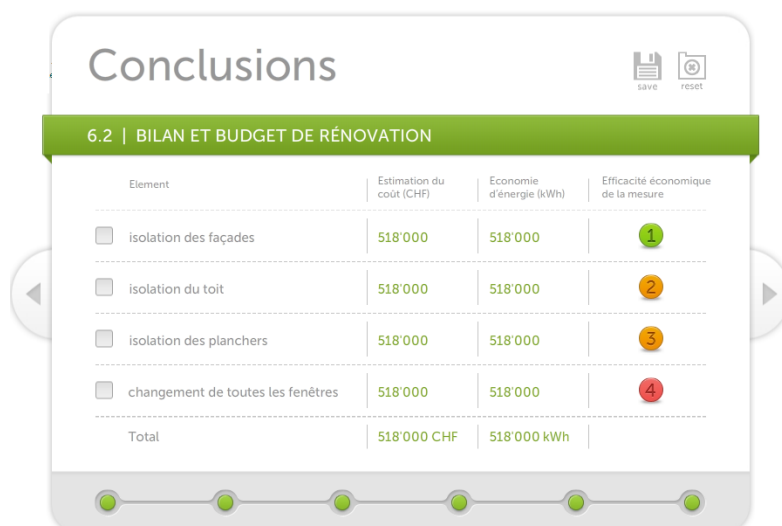 Conclusions
save
reset
6.2 | BILAN ET BUDGET DE RÉNOVATION
Element
Estimation du
coût (CHF)
Economie
d'énergie (kWh)
Efficacité économique
de la mesure
isolation des façades 518'000 518'000 1
isolation du toit 518'000 518'000 2
isolation des planchers 518'000 518'000 3
changement de toutes les fenêtres 518'000 518'000 4
Total 518'000 CHF 518'000 kWh